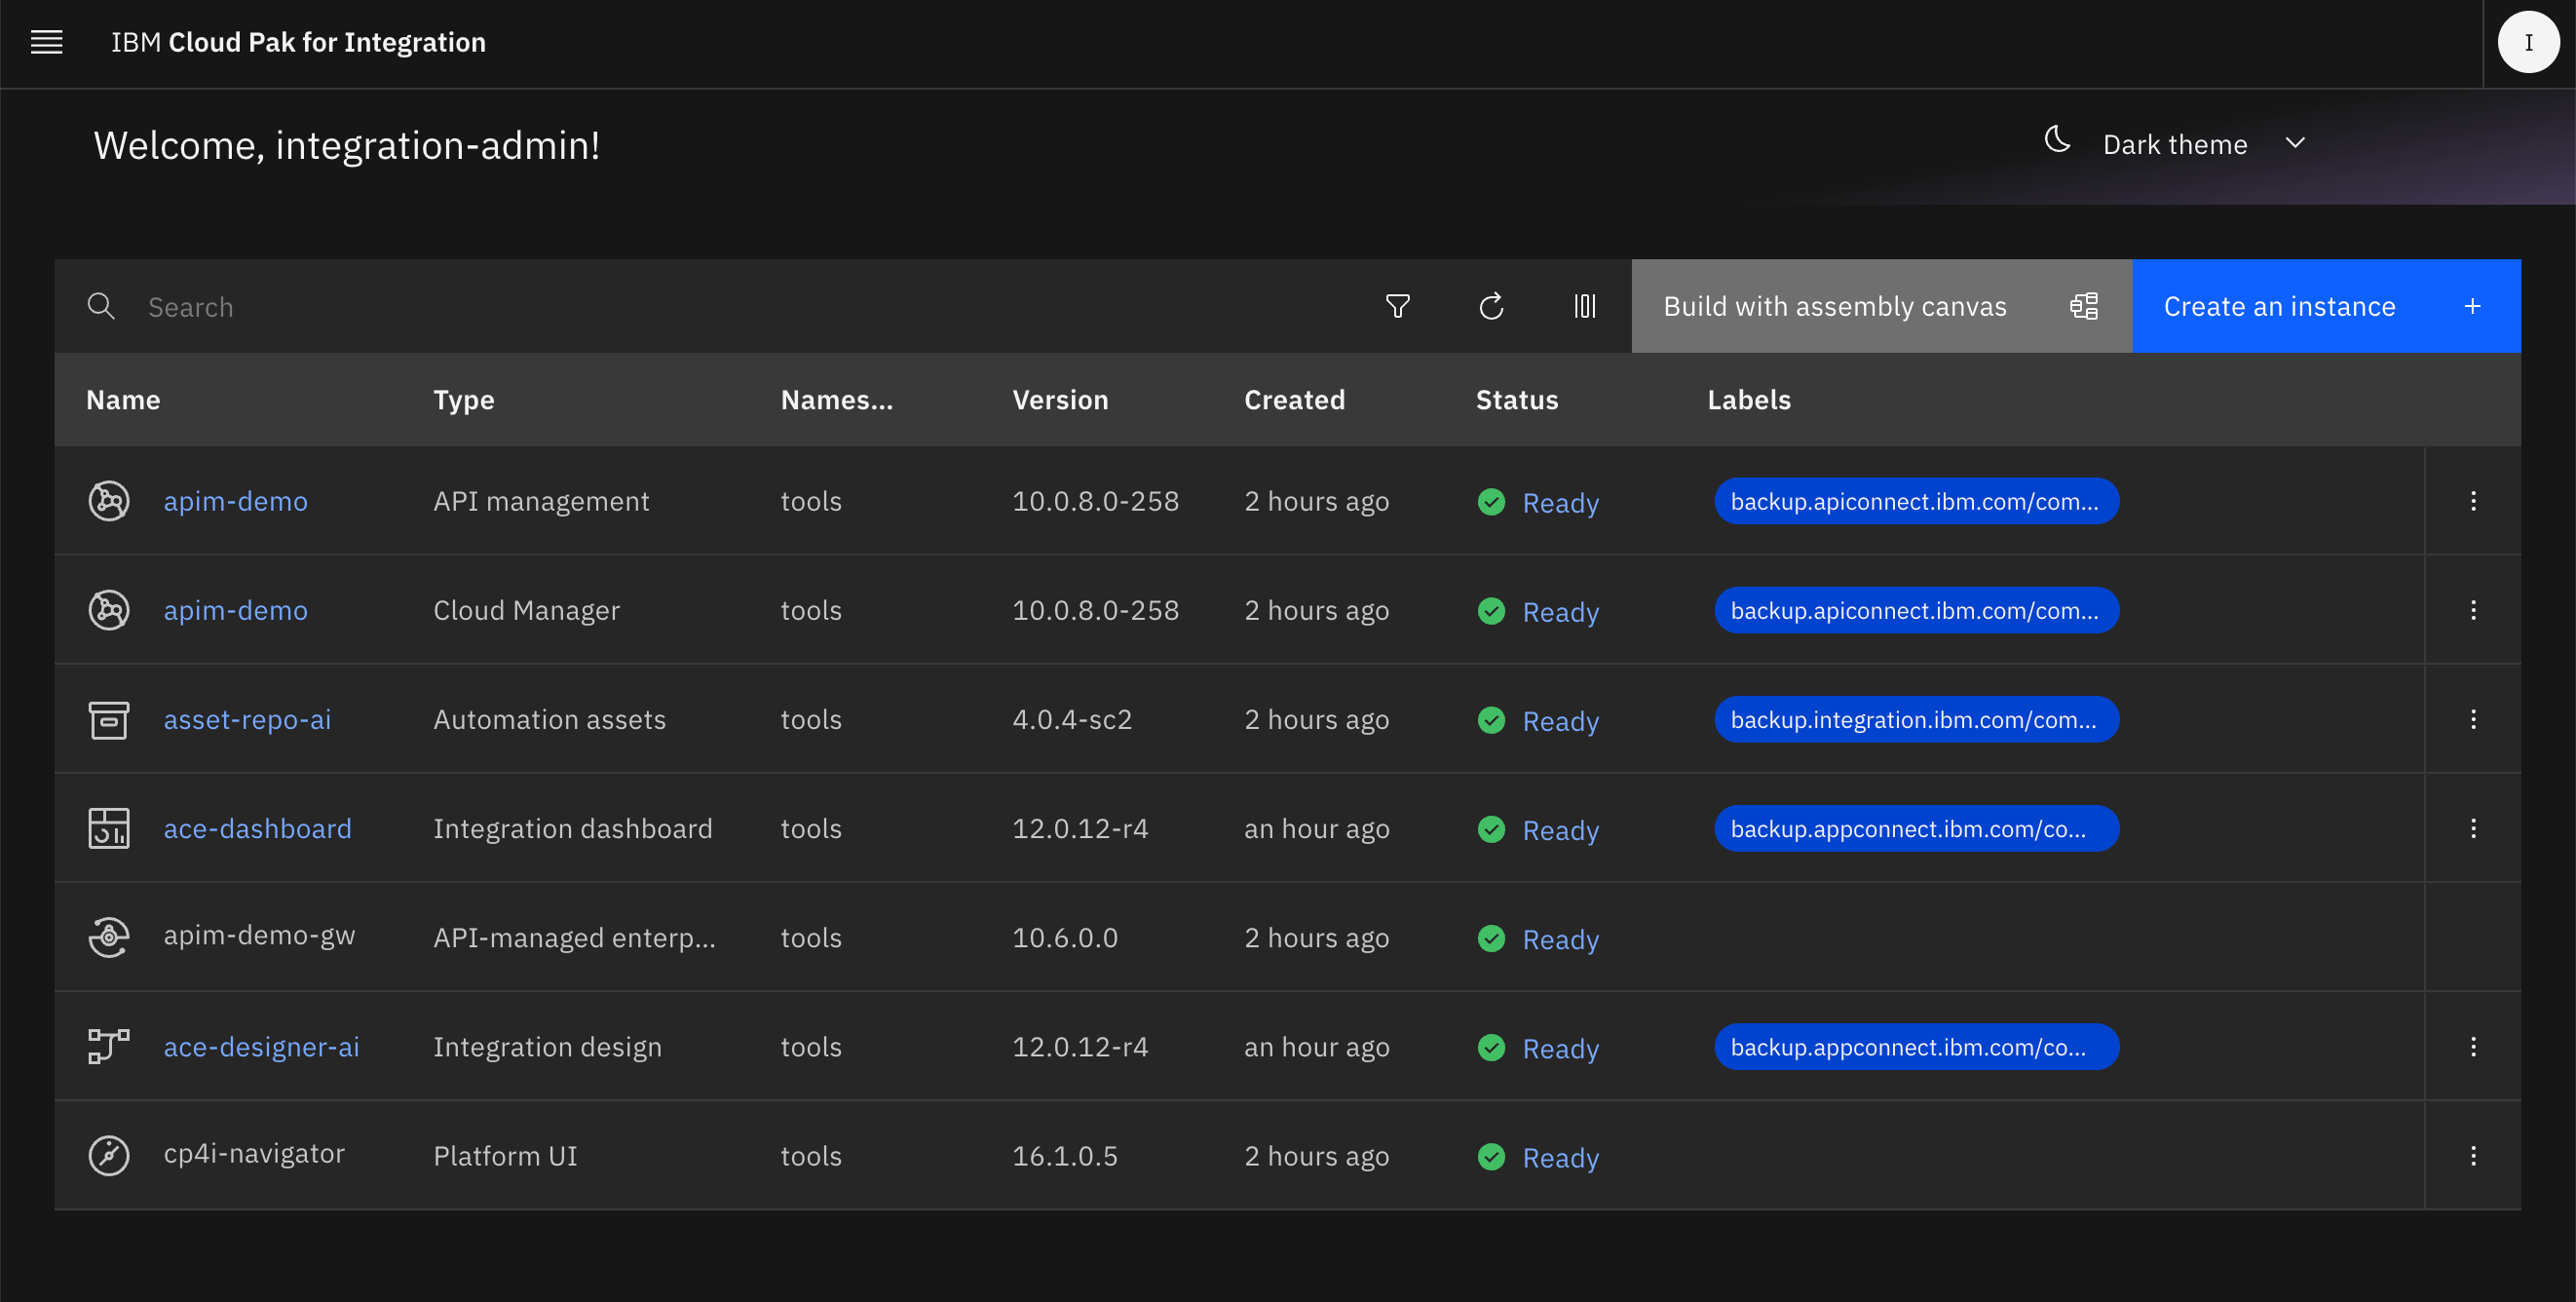 IBM Cloud Pak for Integration
I
Welcome, integration-admin!
Dark theme
Search
Build with assembly canvas
Create an instance +
Name Type Names... Version Created Status Labels
apim-demo API management tools 10.0.8.0-258 2 hours ago Ready backup.apiconnect.ibm.com/com...
apim-demo Cloud Manager tools 10.0.8.0-258 2 hours ago Ready backup.apiconnect.ibm.com/com...
asset-repo-ai Automation assets tools 4.0.4-sc2 2 hours ago Ready backup.integration.ibm.com/com...
ace-dashboard Integration dashboard tools 12.0.12-r4 an hour ago Ready backup.appconnect.ibm.com/co...
apim-demo-gw API-managed enterp... tools 10.6.0.0 2 hours ago Ready
ace-designer-ai Integration design tools 12.0.12-r4 an hour ago Ready backup.appconnect.ibm.com/co...
cp4i-navigator Platform UI tools 16.1.0.5 2 hours ago Ready